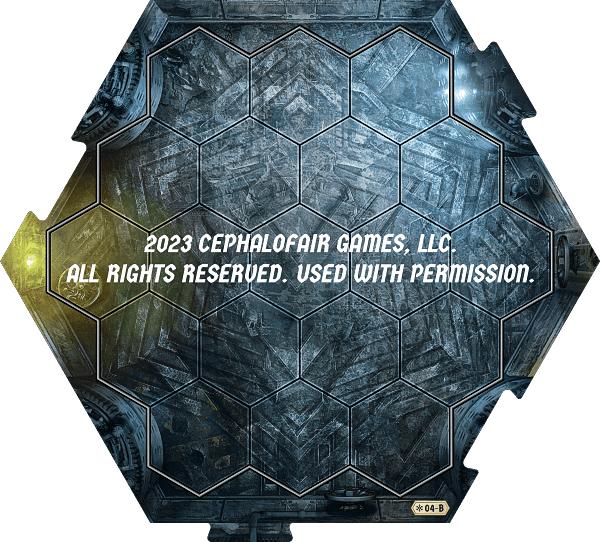 2023 CEPHALOFAIR GAMES, LLC.
ALL RIGHTS RESERVED. USED WITH PERMISSION.
✻ 04-B